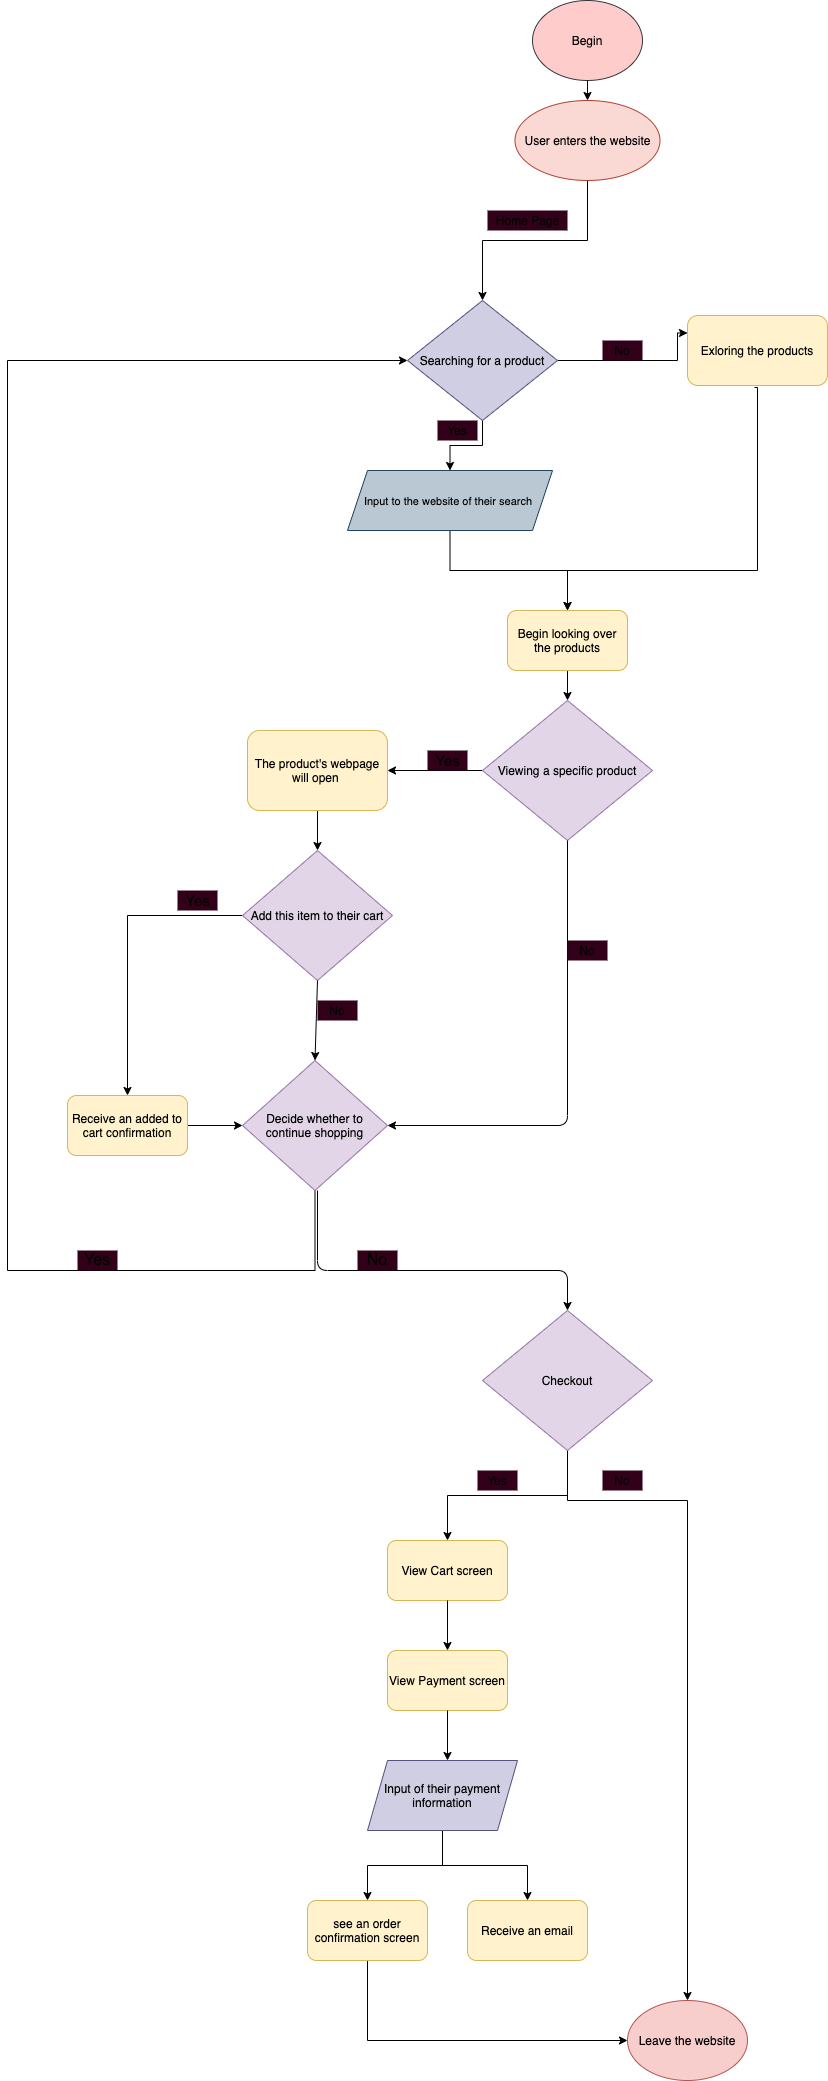 Begin
User enters the website
Home Page
Searching for a product
No
Exloring the products
Yes
Input to the website of their search
Begin looking over
the products
The product's webpage
will open
Yes
Viewing a specific product
Yes
Add this item to their cart
No
No
Receive an added to
cart confirmation
Decide whether to
continue shopping
Yes
No
Checkout
Yes
No
View Cart screen
View Payment screen
Input of their payment
information
see an order
confirmation screen
Receive an email
Leave the website